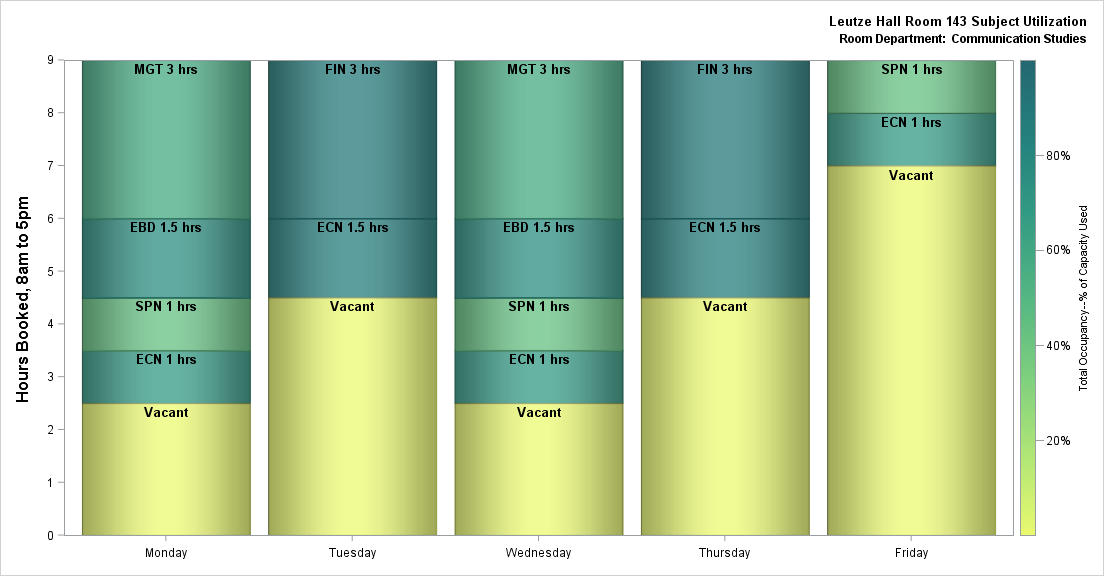 Leutze Hall Room 143 Subject Utilization
Room Department: Communication Studies
Hours Booked, 8am to 5pm
9
8
7
6
5
4
3
2
1
0
MGT 3 hrs
EBD 1.5 hrs
SPN 1 hrs
ECN 1 hrs
Vacant
FIN 3 hrs
ECN 1.5 hrs
Vacant
MGT 3 hrs
EBD 1.5 hrs
SPN 1 hrs
ECN 1 hrs
Vacant
FIN 3 hrs
ECN 1.5 hrs
Vacant
SPN 1 hrs
ECN 1 hrs
Vacant
Monday
Tuesday
Wednesday
Thursday
Friday
80%
60%
40%
20%
Total Occupancy--% of Capacity Used